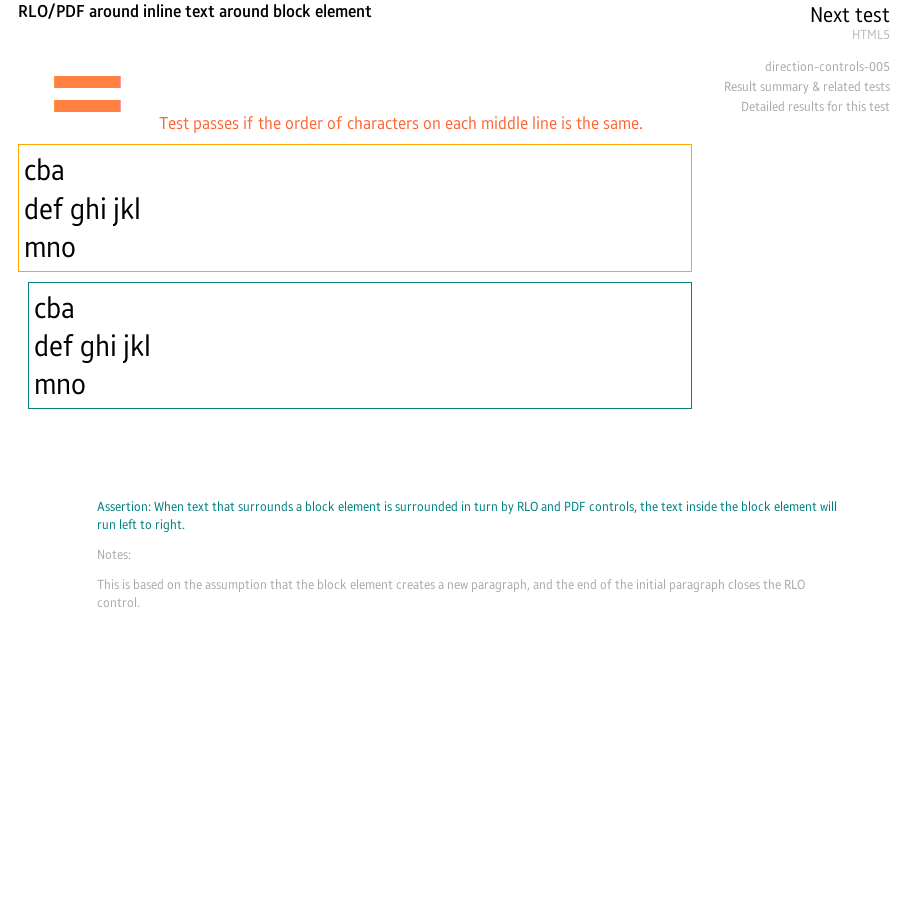 RLO/PDF around inline text around block element
Next test
HTML5
direction-controls-005
Result summary & related tests
Detailed results for this test
Test passes if the order of characters on each middle line is the same.
cba
def ghi jkl
mno
cba
def ghi jkl
mno
Assertion: When text that surrounds a block element is surrounded in turn by RLO and PDF controls, the text inside the block element will
run left to right.
Notes:
This is based on the assumption that the block element creates a new paragraph, and the end of the initial paragraph closes the RLO
control.